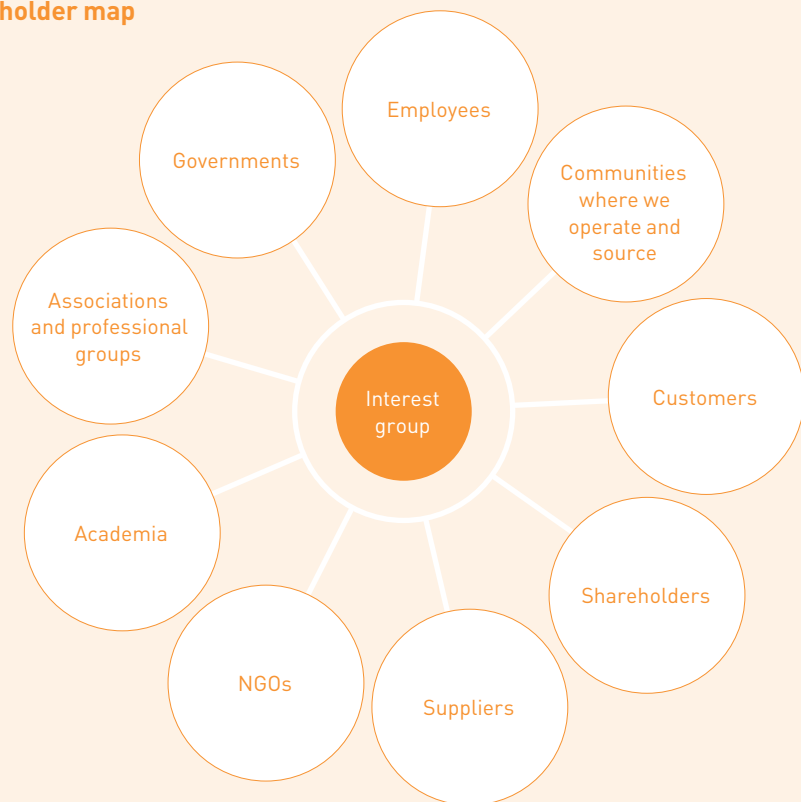 holder map
Employees
Governments
Communities
where we
operate and
source
Associations
and professional
groups
Interest
group
Customers
Academia
Shareholders
NGOs
Suppliers